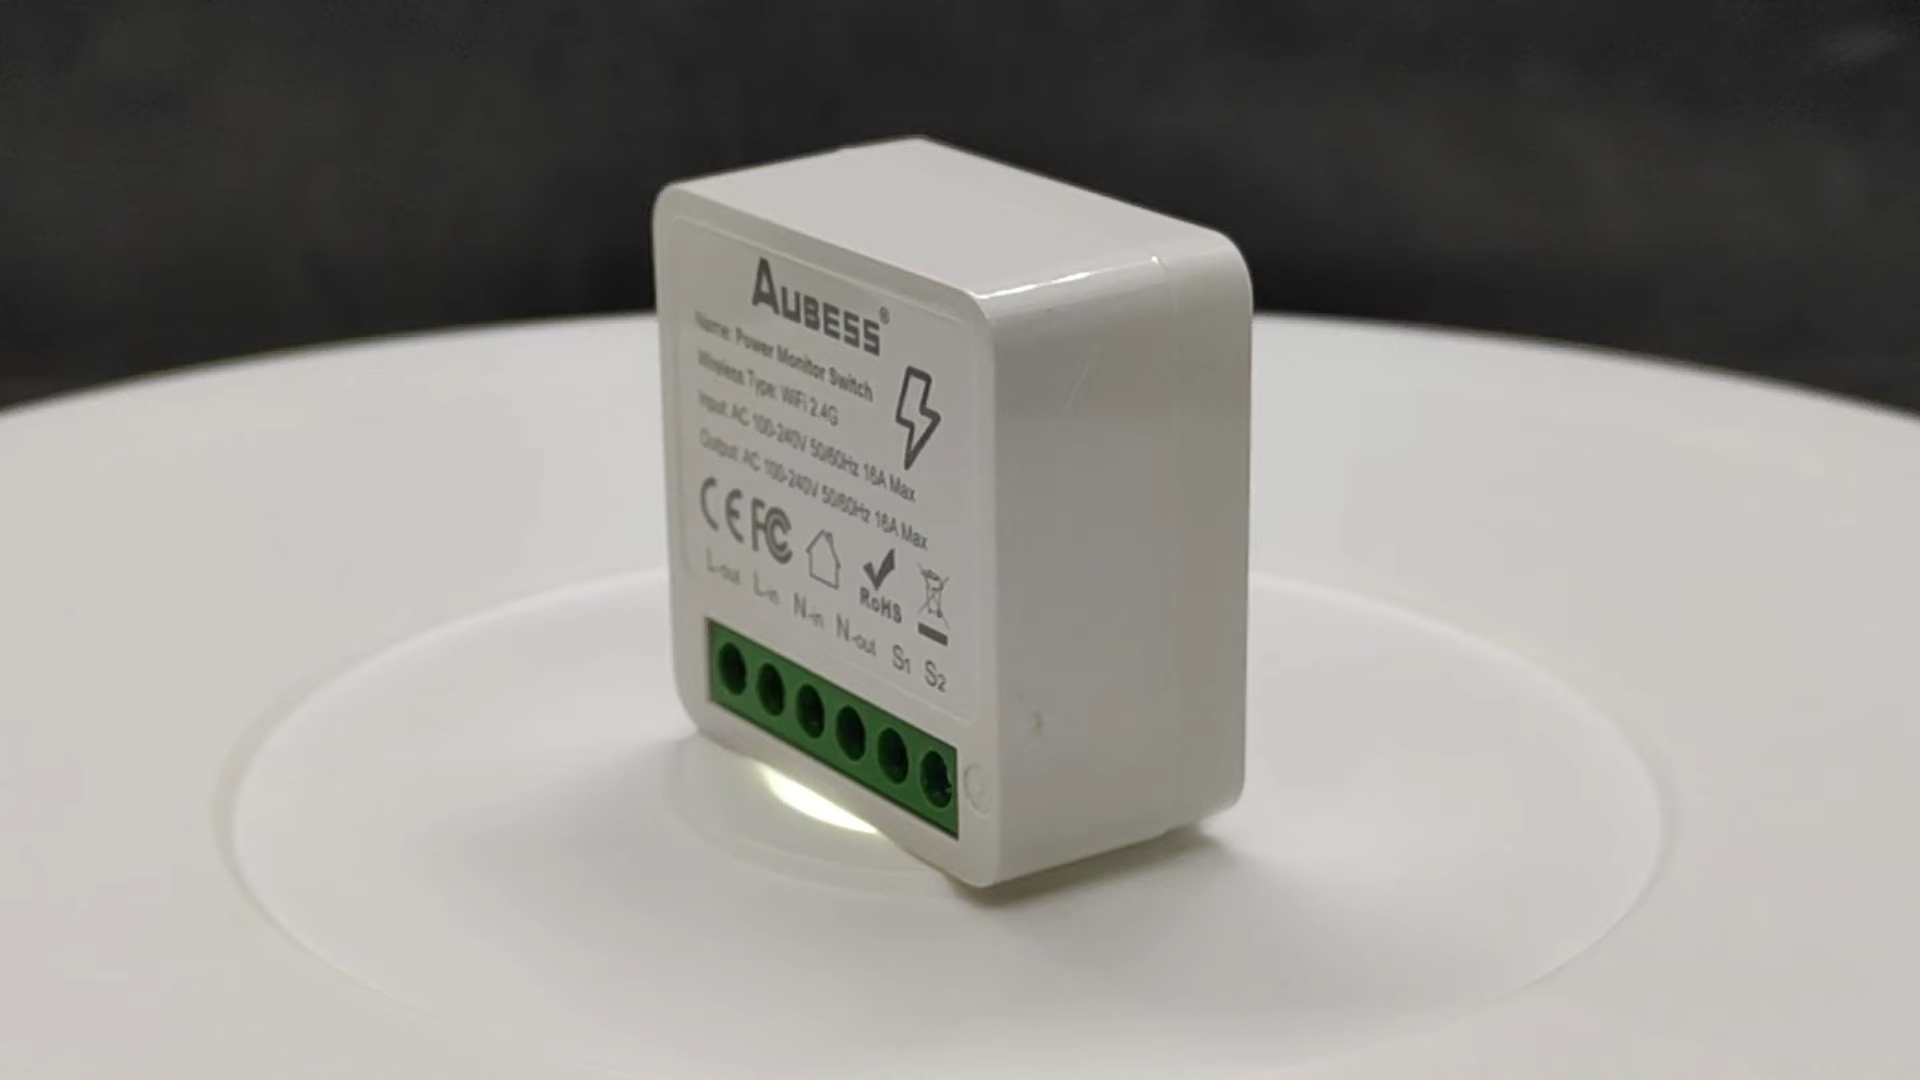 AUBESS®
Name: Power Monitor Switch
Wireless Type: WiFi 2.4G
Input: AC 100-240V 50/60Hz 16A Max
Output: AC 100-240V 50/60Hz 16A Max
CE FC RoHS
L-out L-in N-in N-out S1 S2